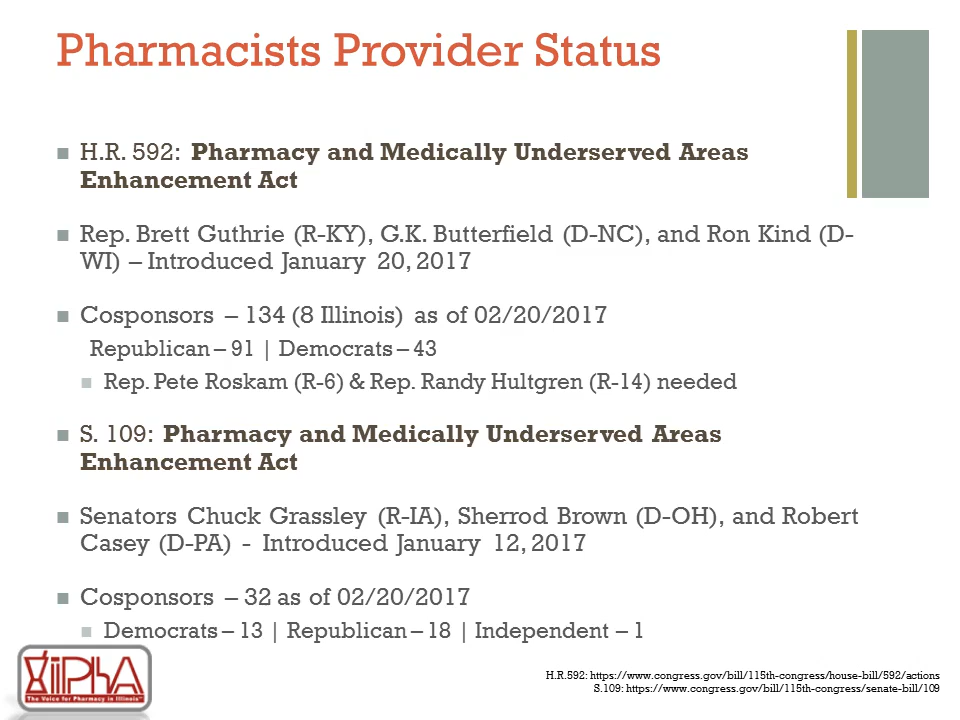 Pharmacists Provider Status
H.R. 592: Pharmacy and Medically Underserved Areas
Enhancement Act
Rep. Brett Guthrie (R-KY), G.K. Butterfield (D-NC), and Ron Kind (D-
WI) – Introduced January 20, 2017
Cosponsors – 134 (8 Illinois) as of 02/20/2017
Republican – 91 | Democrats – 43
Rep. Pete Roskam (R-6) & Rep. Randy Hultgren (R-14) needed
S. 109: Pharmacy and Medically Underserved Areas
Enhancement Act
Senators Chuck Grassley (R-IA), Sherrod Brown (D-OH), and Robert
Casey (D-PA) - Introduced January 12, 2017
Cosponsors – 32 as of 02/20/2017
Democrats – 13 | Republican – 18 | Independent – 1
IPhA
The Voice for Pharmacy in Illinois™
H.R.592: https://www.congress.gov/bill/115th-congress/house-bill/592/actions
S.109: https://www.congress.gov/bill/115th-congress/senate-bill/109